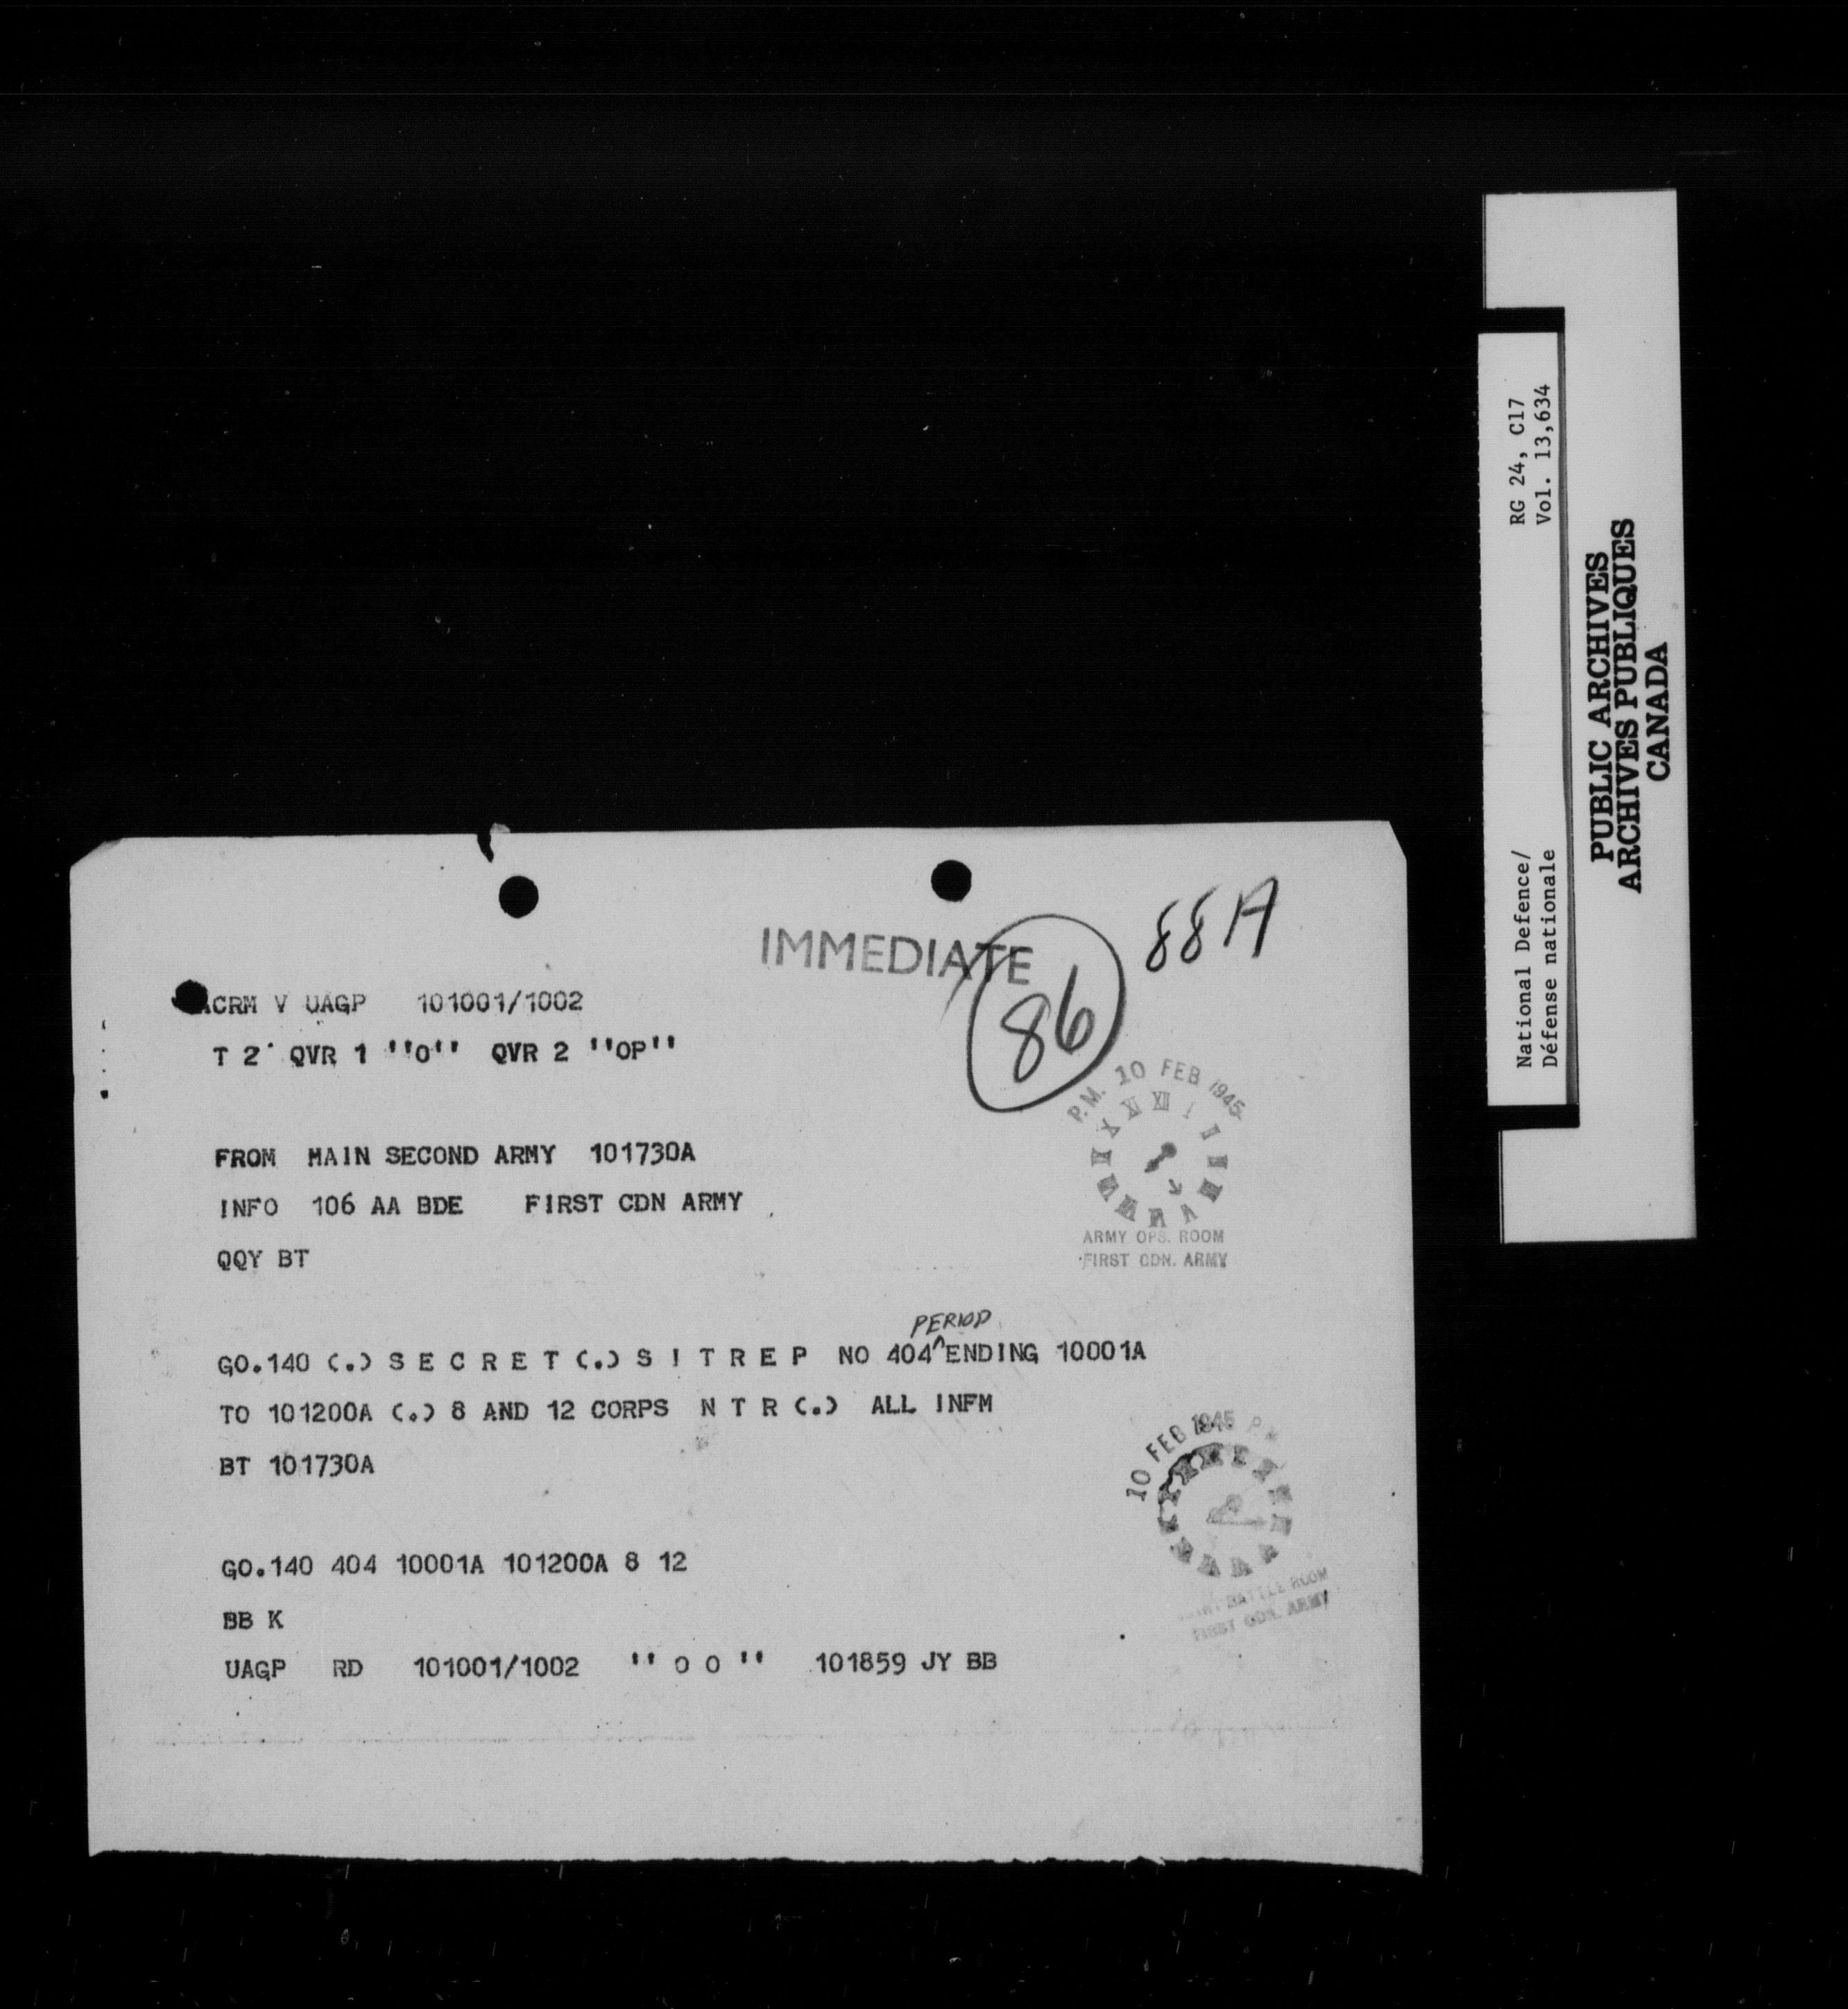 IMMEDIATE
86
88A
ACRM V UAGP 101001/1002
T 2 QVR 1 ''O'' QVR 2 ''OP''
P.M. 10 FEB 1945
XI XII I
ARMY OPS. ROOM
FIRST CDN. ARMY
FROM MAIN SECOND ARMY 101730A
INFO 106 AA BDE FIRST CDN ARMY
QQY BT
PERIOD
GO.140 (.) S E C R E T (.) S I T R E P NO 404^ENDING 10001A
TO 101200A (.) 8 AND 12 CORPS N T R (.) ALL INFM
BT 101730A
10 FEB 1945 P.M.
BATTLE ROOM
FIRST CDN. ARMY
GO.140 404 10001A 101200A 8 12
BB K
UAGP RD 101001/1002 '' O O '' 101859 JY BB
National Defence/ RG 24, C17
Défense nationale Vol. 13,634
PUBLIC ARCHIVES
ARCHIVES PUBLIQUES
CANADA